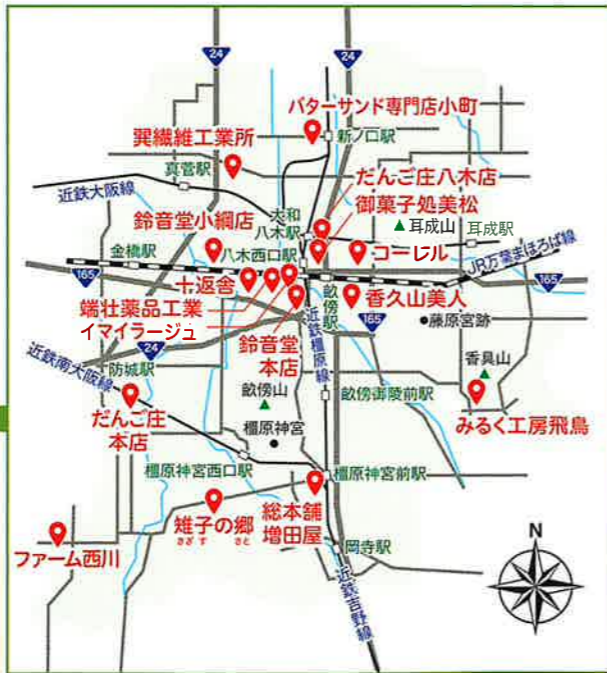 24
24
バターサンド専門店小町
新ノ口駅
巽繊維工業所
真菅駅
近鉄大阪線
だんご庄八木店
御菓子処美松
大和
八木駅
鈴音堂小綱店
耳成山
耳成駅
金橋駅
八木西口駅
コーレル
JR万葉まほろば線
165
十返舎
畝傍駅
香久山美人
165
165
端壮薬品工業
イマイラージュ
鈴音堂
本店
近鉄橿原線
藤原宮跡
24
近鉄南大阪線
防城駅
香具山
畝傍山
畝傍御陵前駅
だんご庄
本店
みるく工房飛鳥
橿原神宮
橿原神宮西口駅
橿原神宮前駅
総本舗
増田屋
雉子の郷
きぎす さと
ファーム西川
岡寺駅
近鉄吉野線
N